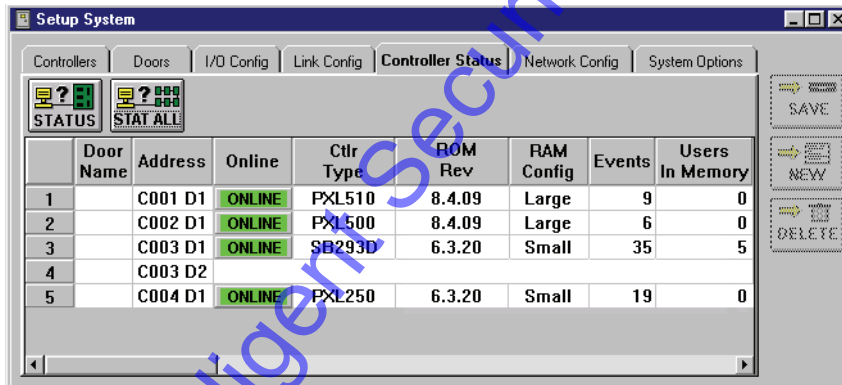 Setup System
Controllers Doors I/O Config Link Config Controller Status Network Config System Options
STATUS STAT ALL
SAVE
NEW
DELETE
Door Name Address Online Ctlr Type ROM Rev RAM Config Events Users In Memory
1 C001 D1 ONLINE PXL510 8.4.09 Large 9 0
2 C002 D1 ONLINE PXL500 8.4.09 Large 6 0
3 C003 D1 ONLINE SB293D 6.3.20 Small 35 5
4 C003 D2
5 C004 D1 ONLINE PXL250 6.3.20 Small 19 0